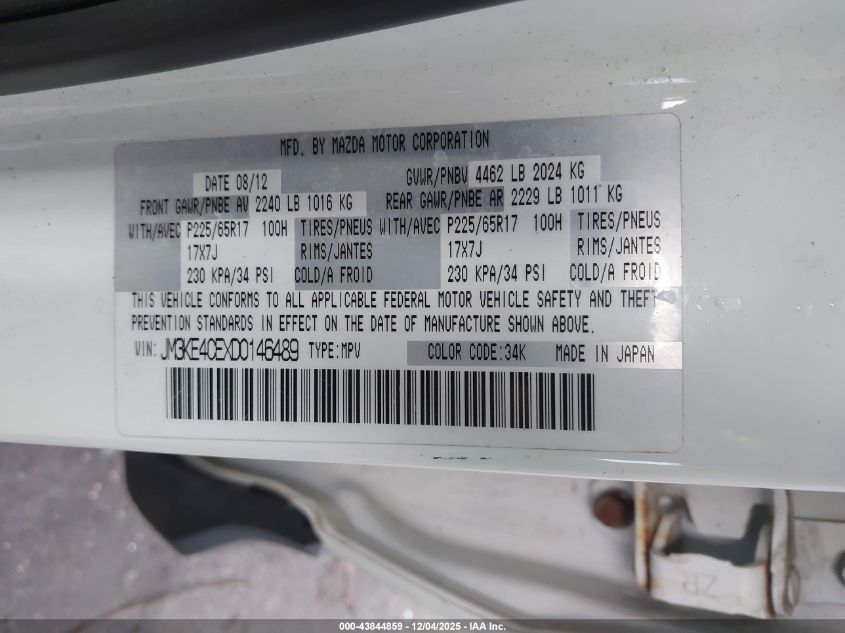 MFD. BY MAZDA MOTOR CORPORATION
DATE 08/12 GVWR/PNBV 4462 LB 2024 KG
FRONT GAWR/PNBE AV 2240 LB 1016 KG REAR GAWR/PNBE AR 2229 LB 1011 KG
WITH/AVEC P225/65R17 100H TIRES/PNEUS WITH/AVEC P225/65R17 100H TIRES/PNEUS
17X7J RIMS/JANTES 17X7J RIMS/JANTES
230 KPA/34 PSI COLD/A FROID 230 KPA/34 PSI COLD/A FROID
THIS VEHICLE CONFORMS TO ALL APPLICABLE FEDERAL MOTOR VEHICLE SAFETY AND THEFT
PREVENTION STANDARDS IN EFFECT ON THE DATE OF MANUFACTURE SHOWN ABOVE.
VIN: JM3KE4CEXD0146489 TYPE:MPV COLOR CODE:34K MADE IN JAPAN
ZR
000-43844859 - 12/04/2025 - IAA Inc.